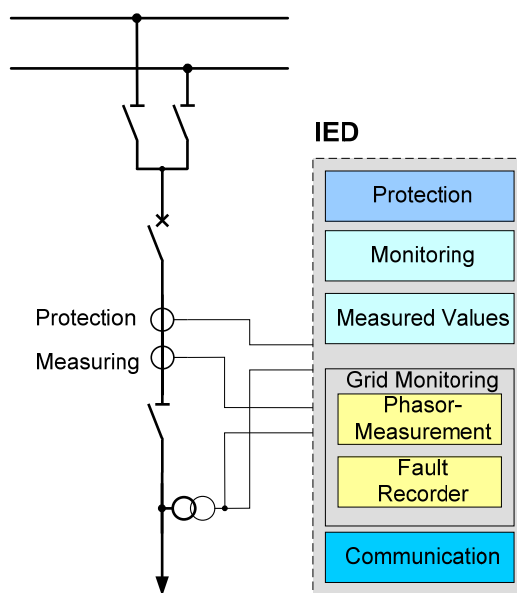 IED
Protection
Monitoring
Measured Values
Protection
Measuring
Grid Monitoring
Phasor-
Measurement
Fault
Recorder
Communication